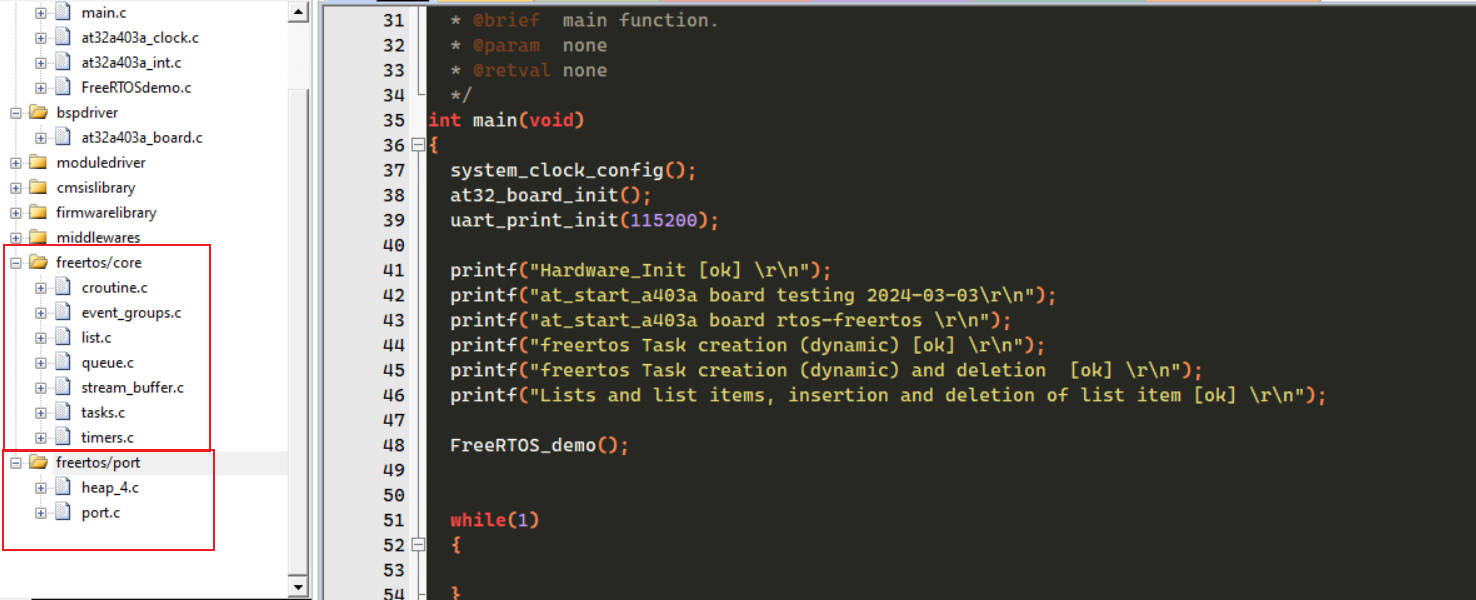 main.c
at32a403a_clock.c
at32a403a_int.c
FreeRTOSdemo.c
bspdriver
at32a403a_board.c
moduledriver
cmsislibrary
firmwarelibrary
middlewares
freertos/core
croutine.c
event_groups.c
list.c
queue.c
stream_buffer.c
tasks.c
timers.c
freertos/port
heap_4.c
port.c
31 * @brief  main function.
32 * @param  none
33 * @retval none
34 */
35 int main(void)
36 {
37 system_clock_config();
38 at32_board_init();
39 uart_print_init(115200);
40
41 printf("Hardware_Init [ok] \r\n");
42 printf("at_start_a403a board testing 2024-03-03\r\n");
43 printf("at_start_a403a board rtos-freertos \r\n");
44 printf("freertos Task creation (dynamic) [ok] \r\n");
45 printf("freertos Task creation (dynamic) and deletion  [ok] \r\n");
46 printf("Lists and list items, insertion and deletion of list item [ok] \r\n");
47
48 FreeRTOS_demo();
49
50
51 while(1)
52 {
53
54 }